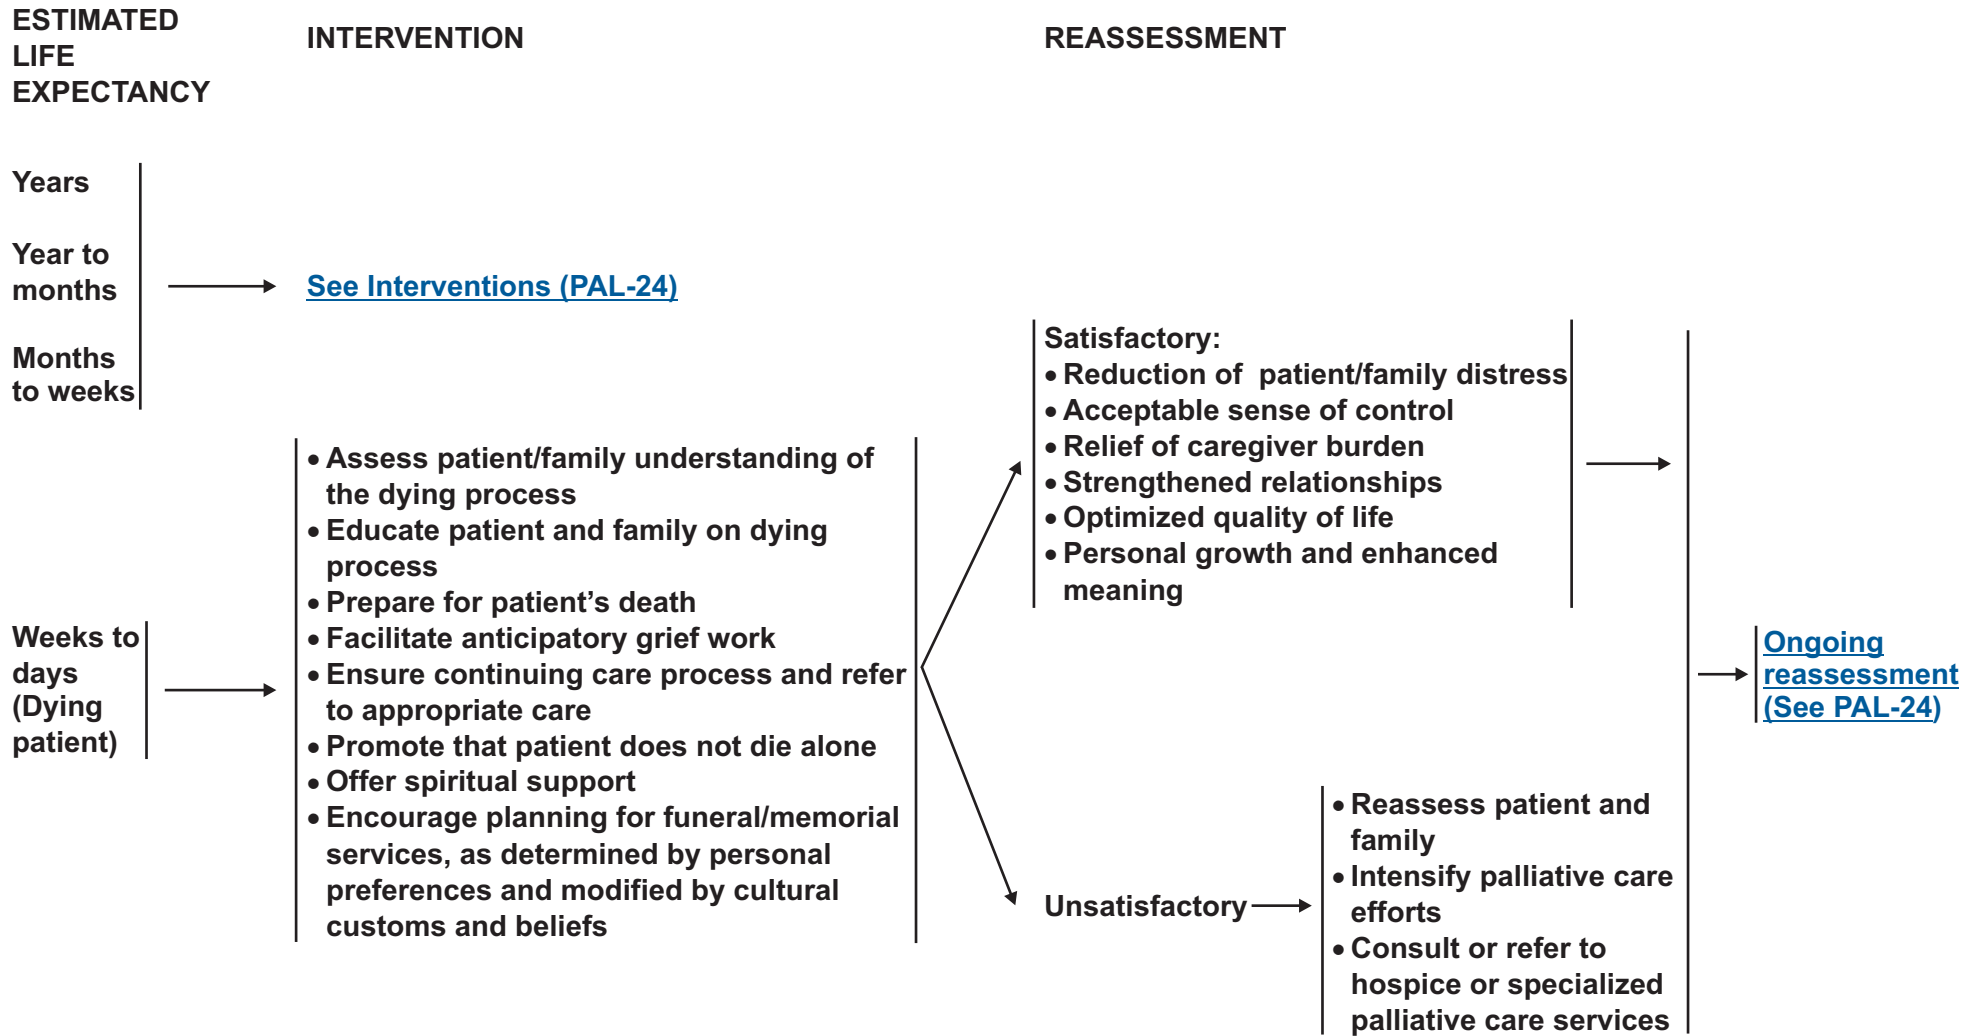 ESTIMATED
LIFE
EXPECTANCY
INTERVENTION
REASSESSMENT
Years
Year to
months
Months
to weeks
See Interventions (PAL-24)
Weeks to
days
(Dying
patient)
• Assess patient/family understanding of
the dying process
• Educate patient and family on dying
process
• Prepare for patient’s death
• Facilitate anticipatory grief work
• Ensure continuing care process and refer
to appropriate care
• Promote that patient does not die alone
• Offer spiritual support
• Encourage planning for funeral/memorial
services, as determined by personal
preferences and modified by cultural
customs and beliefs
Satisfactory:
• Reduction of patient/family distress
• Acceptable sense of control
• Relief of caregiver burden
• Strengthened relationships
• Optimized quality of life
• Personal growth and enhanced
meaning
Unsatisfactory
• Reassess patient and
family
• Intensify palliative care
efforts
• Consult or refer to
hospice or specialized
palliative care services
Ongoing
reassessment
(See PAL-24)